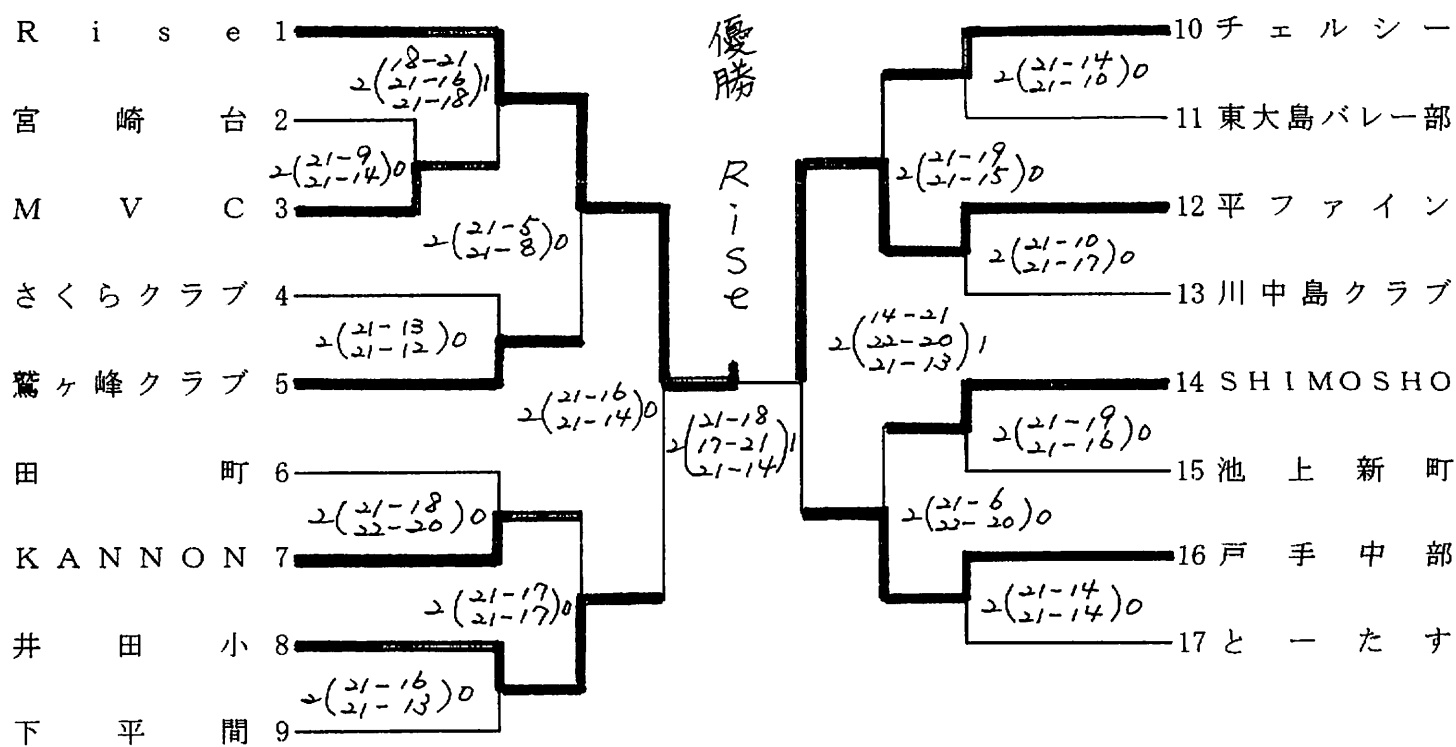 優勝 Rise
Rise 1
2(18-21 21-16 21-18)1
宮崎台 2
2(21-9 21-14)0
MVC 3
2(21-5 21-8)0
さくらクラブ 4
2(21-13 21-12)0
鷲ヶ峰クラブ 5
2(21-16 21-14)0
田町 6
2(21-18 22-20)0
KANNON 7
2(21-17 21-17)0
井田小 8
2(21-16 21-13)0
下平間 9
2(21-18 17-21 21-14)1
10 チェルシー
2(21-14 21-10)0
11 東大島バレー部
2(21-19 21-15)0
12 平ファイン
2(21-10 21-17)0
13 川中島クラブ
2(14-21 22-20 21-13)1
14 SHIMOSHO
2(21-19 21-16)0
15 池上新町
2(21-6 22-20)0
16 戸手中部
2(21-14 21-14)0
17 とーたす